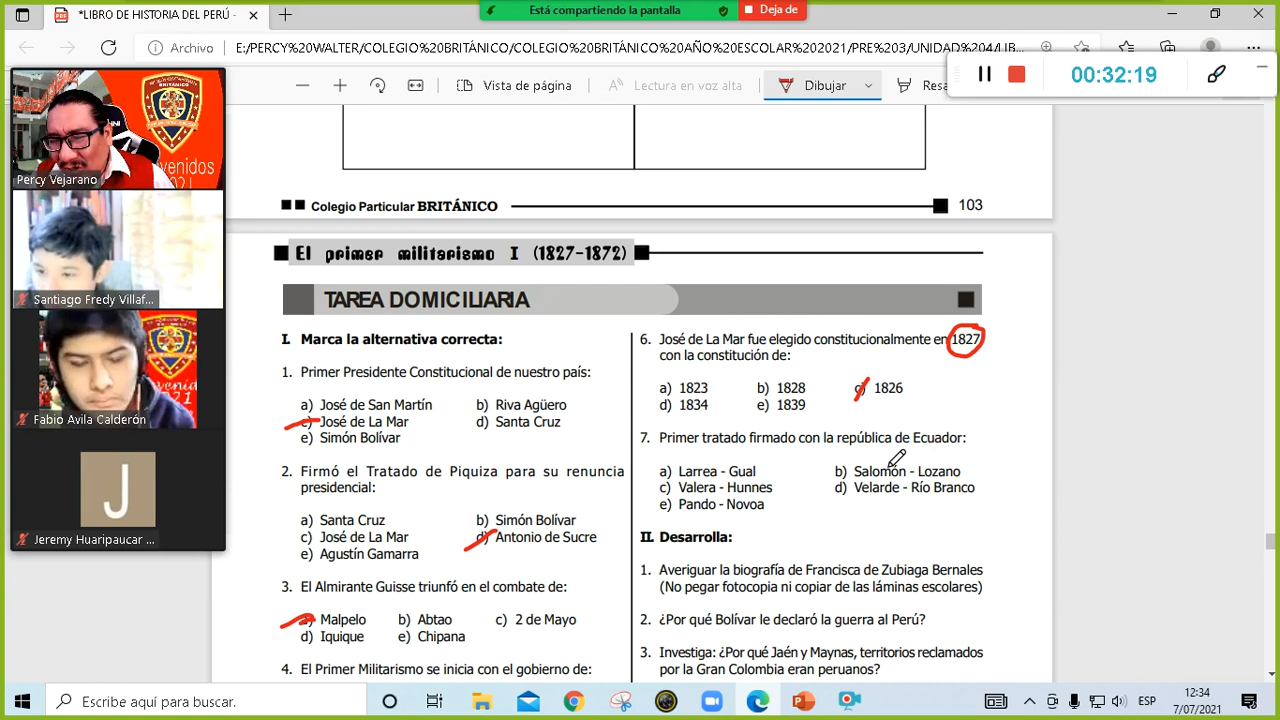 *LIBRO DE HISTORIA DEL PERÚ -
Está compartiendo la pantalla
Deja de
Archivo
E:/PERCY%20WALTER/COLEGIO%20BRITÁNICO/COLEGIO%20BRITÁNICO%20AÑO%20ESCOLAR%202021/PRE%203/UNIDAD%204/LIB...
00:32:19
Vista de página
Lectura en voz alta
Dibujar
BRITÁNICO
Percy Vejarano
Santiago Fredy Villaf...
Fabio Avila Calderón
J
Jeremy Huaripaucar ...
Colegio Particular BRITÁNICO
103
El primer militarismo I (1827-1872)
TAREA DOMICILIARIA
I. Marca la alternativa correcta:
1. Primer Presidente Constitucional de nuestro país:
a) José de San Martín b) Riva Agüero
c) José de La Mar d) Santa Cruz
e) Simón Bolívar
2. Firmó el Tratado de Piquiza para su renuncia
presidencial:
a) Santa Cruz b) Simón Bolívar
c) José de La Mar d) Antonio de Sucre
e) Agustín Gamarra
3. El Almirante Guisse triunfó en el combate de:
a) Malpelo b) Abtao c) 2 de Mayo
d) Iquique e) Chipana
4. El Primer Militarismo se inicia con el gobierno de:
6. José de La Mar fue elegido constitucionalmente en 1827
con la constitución de:
a) 1823 b) 1828 c) 1826
d) 1834 e) 1839
7. Primer tratado firmado con la república de Ecuador:
a) Larrea - Gual b) Salomón - Lozano
c) Valera - Hunnes d) Velarde - Río Branco
e) Pando - Novoa
II. Desarrolla:
1. Averiguar la biografía de Francisca de Zubiaga Bernales
(No pegar fotocopia ni copiar de las láminas escolares)
2. ¿Por qué Bolívar le declaró la guerra al Perú?
3. Investiga: ¿Por qué Jaén y Maynas, territorios reclamados
por la Gran Colombia eran peruanos?
Escribe aquí para buscar.
ESP
12:34
7/07/2021